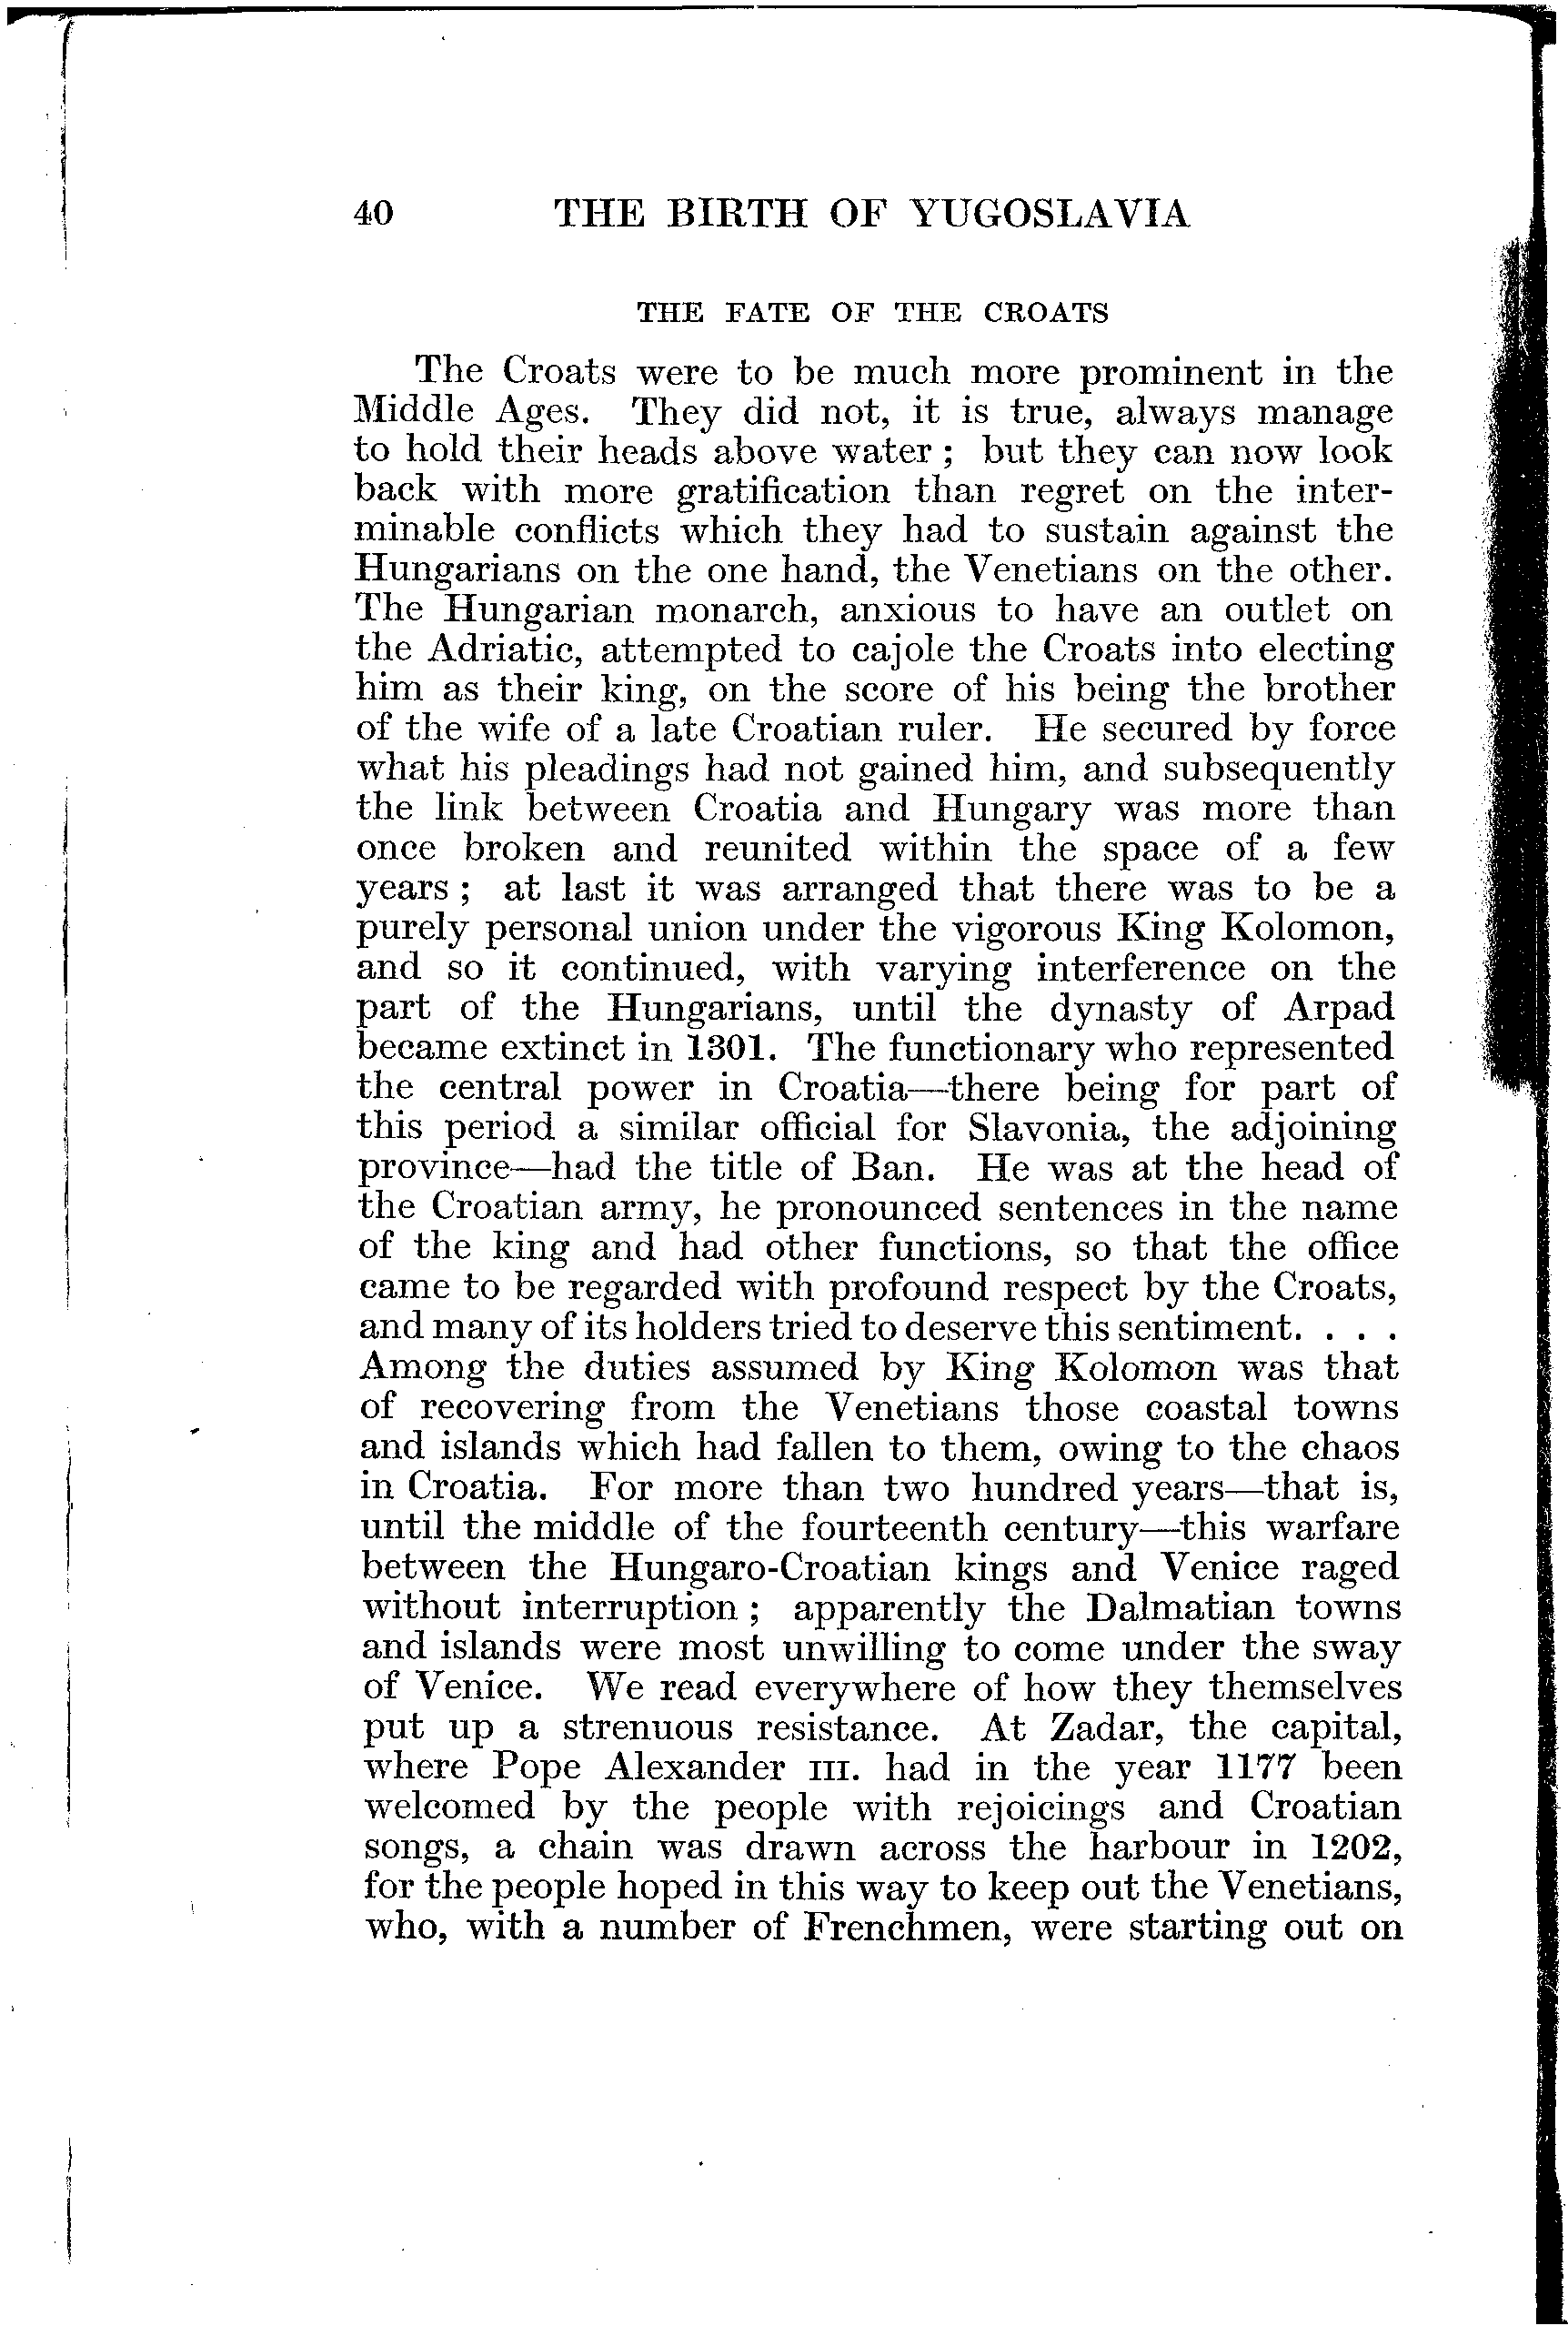 40 THE BIRTH OF YUGOSLAVIA
THE FATE OF THE CROATS
The Croats were to be much more prominent in the
Middle Ages. They did not, it is true, always manage
to hold their heads above water ; but they can now look
back with more gratification than regret on the inter-
minable conflicts which they had to sustain against the
Hungarians on the one hand, the Venetians on the other.
The Hungarian monarch, anxious to have an outlet on
the Adriatic, attempted to cajole the Croats into electing
him as their king, on the score of his being the brother
of the wife of a late Croatian ruler. He secured by force
what his pleadings had not gained him, and subsequently
the link between Croatia and Hungary was more than
once broken and reunited within the space of a few
years ; at last it was arranged that there was to be a
purely personal union under the vigorous King Kolomon,
and so it continued, with varying interference on the
part of the Hungarians, until the dynasty of Arpad
became extinct in 1301. The functionary who represented
the central power in Croatia—there being for part of
this period a similar official for Slavonia, the adjoining
province—had the title of Ban. He was at the head of
the Croatian army, he pronounced sentences in the name
of the king and had other functions, so that the office
came to be regarded with profound respect by the Croats,
and many of its holders tried to deserve this sentiment. . . .
Among the duties assumed by King Kolomon was that
of recovering from the Venetians those coastal towns
and islands which had fallen to them, owing to the chaos
in Croatia. For more than two hundred years—that is,
until the middle of the fourteenth century—this warfare
between the Hungaro-Croatian kings and Venice raged
without interruption ; apparently the Dalmatian towns
and islands were most unwilling to come under the sway
of Venice. We read everywhere of how they themselves
put up a strenuous resistance. At Zadar, the capital,
where Pope Alexander III. had in the year 1177 been
welcomed by the people with rejoicings and Croatian
songs, a chain was drawn across the harbour in 1202,
for the people hoped in this way to keep out the Venetians,
who, with a number of Frenchmen, were starting out on